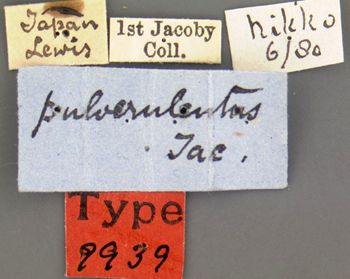 Japan
Lewis
1st Jacoby
Coll.
Nikko
6/80
pulverulentus
Jac.
Type
9939